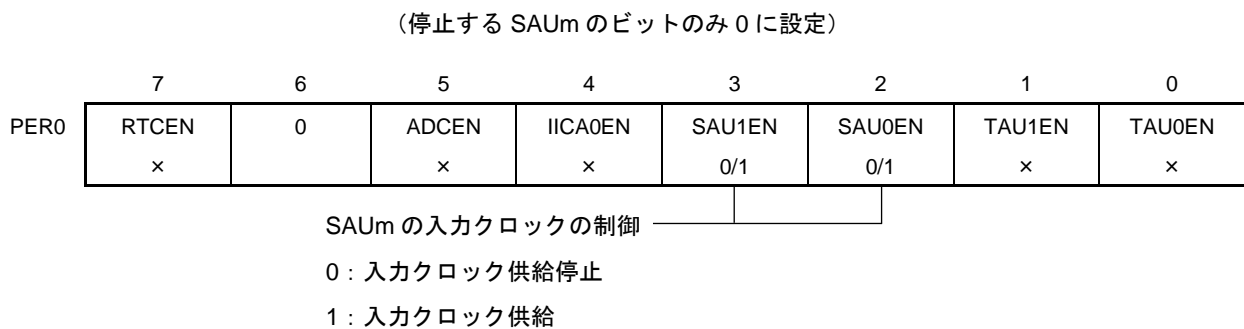 （停止する SAUm のビットのみ 0 に設定）
7 6 5 4 3 2 1 0
PER0 RTCEN 0 ADCEN IICA0EN SAU1EN SAU0EN TAU1EN TAU0EN
× × × 0/1 0/1 × ×
SAUm の入力クロックの制御
0：入力クロック供給停止
1：入力クロック供給